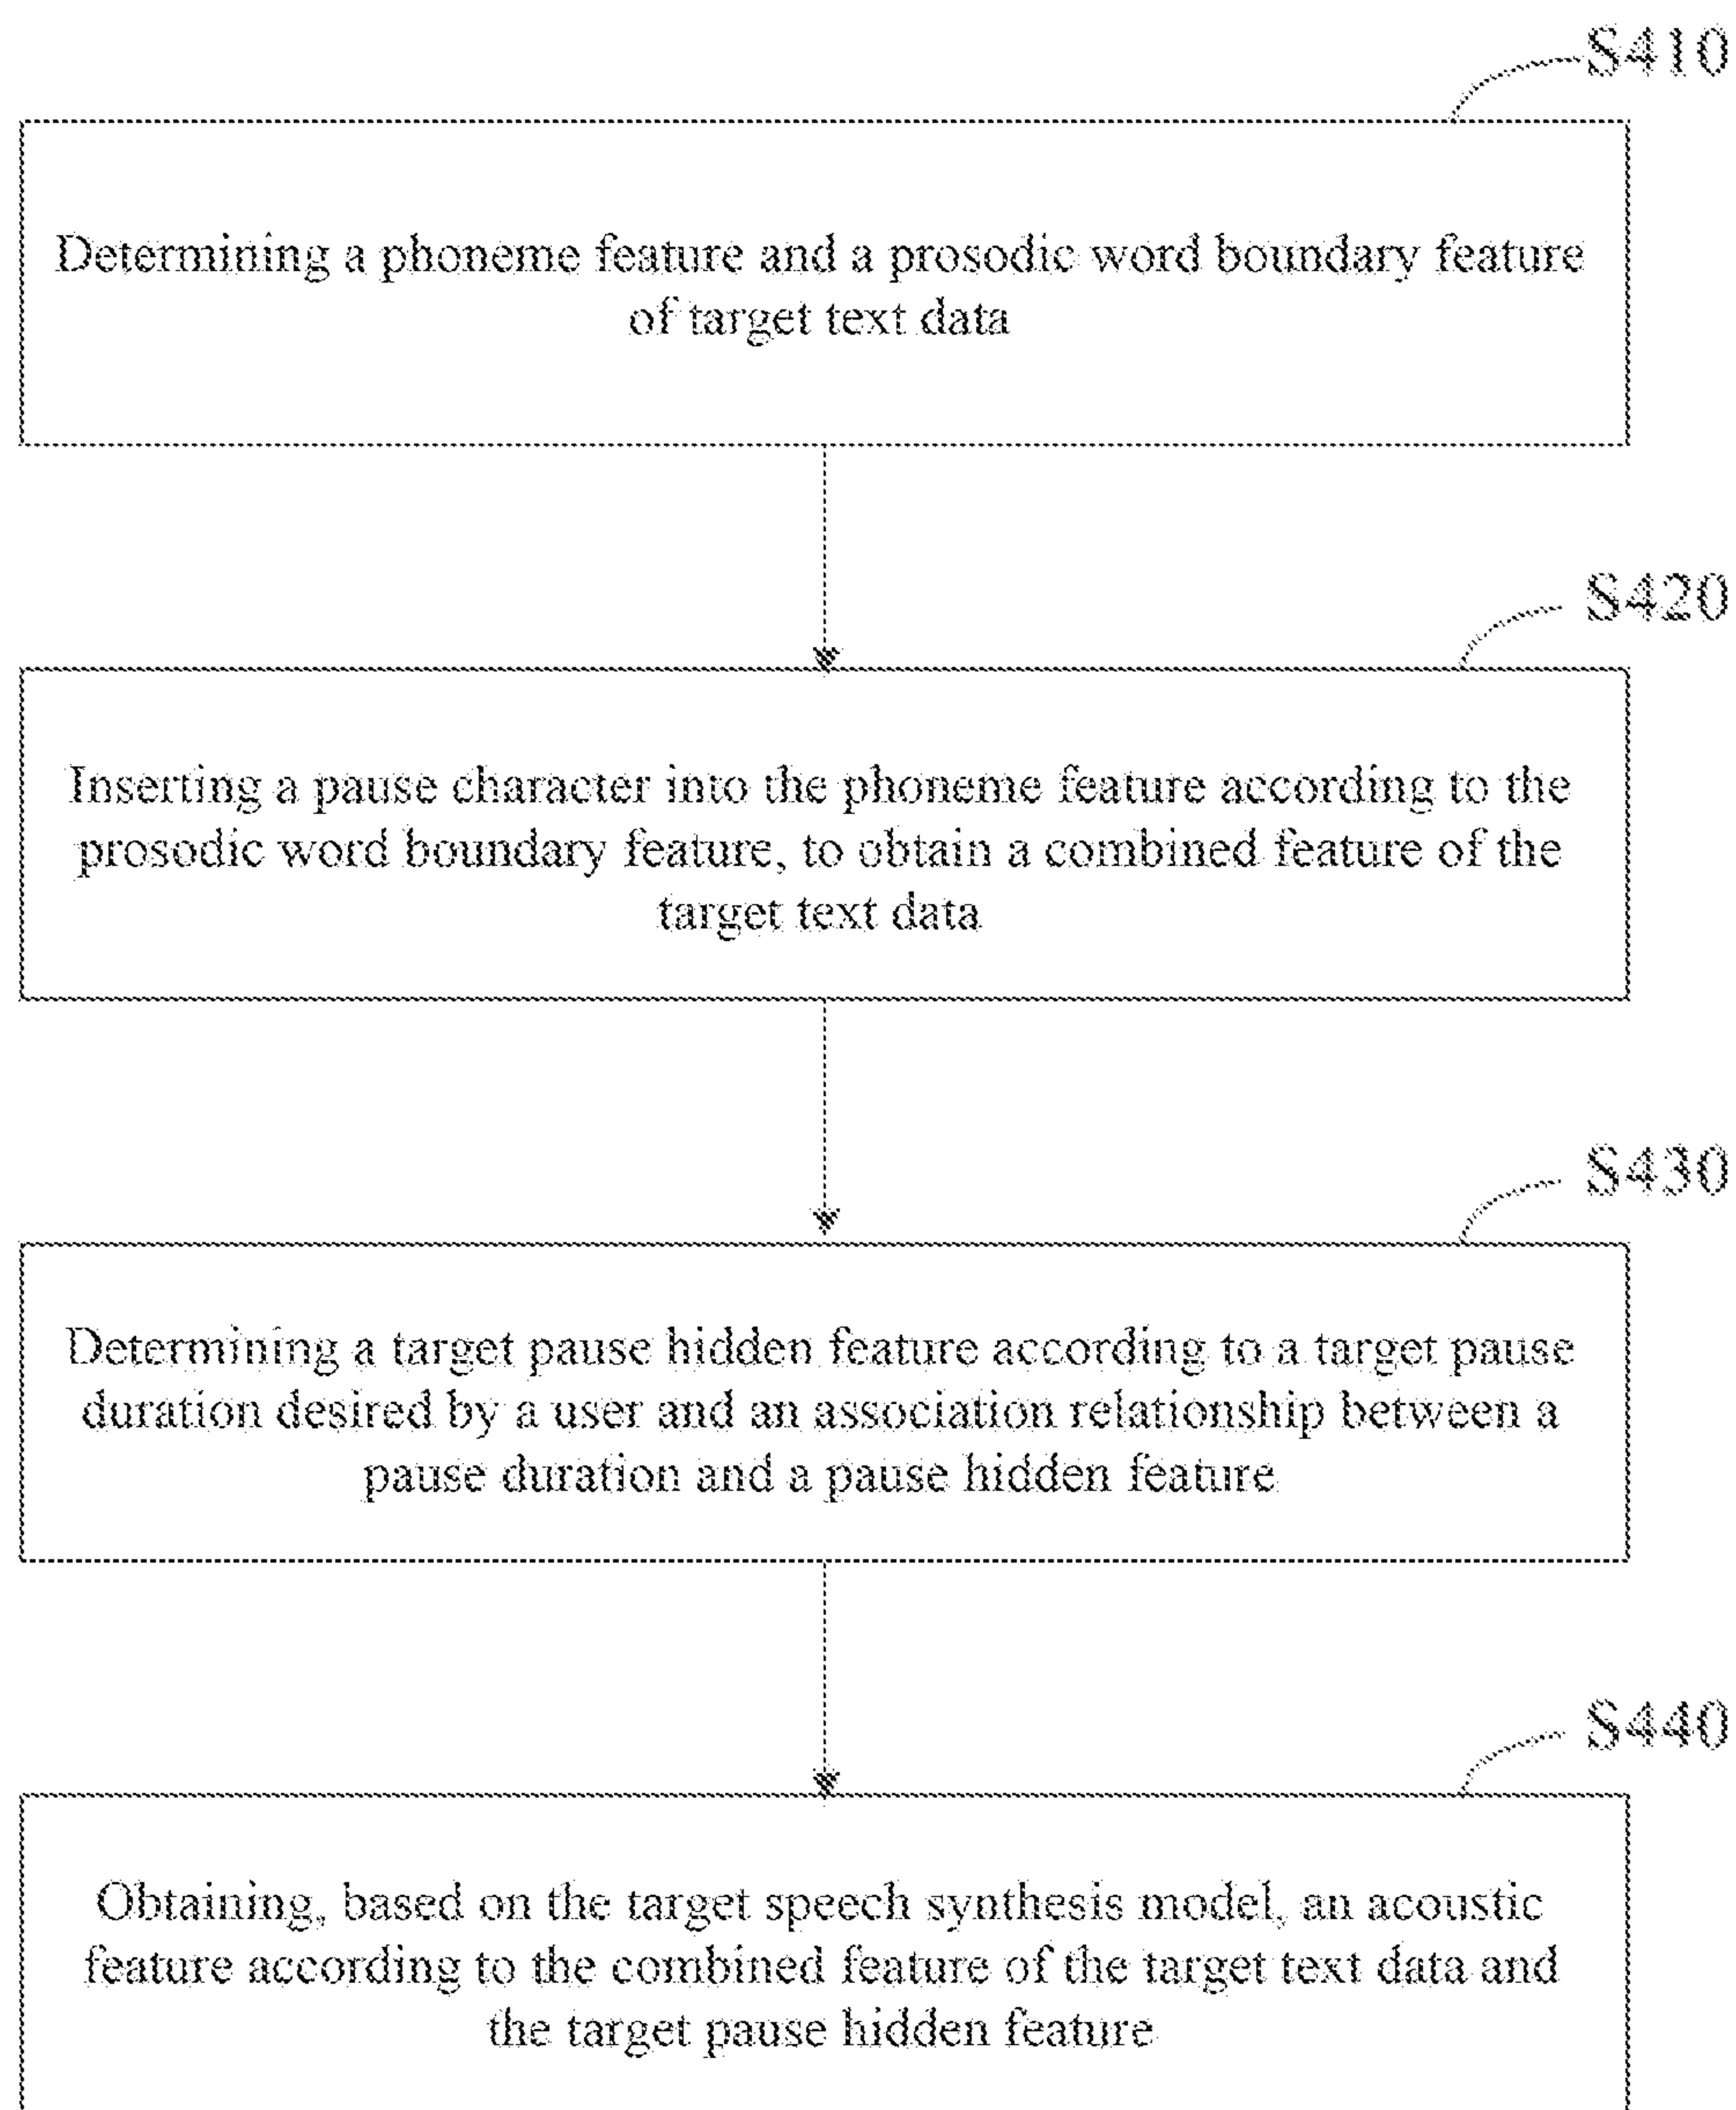 S410
Determining a phoneme feature and a prosodic word boundary feature
of target text data
S420
Inserting a pause character into the phoneme feature according to the
prosodic word boundary feature, to obtain a combined feature of the
target text data
S430
Determining a target pause hidden feature according to a target pause
duration desired by a user and an association relationship between a
pause duration and a pause hidden feature
S440
Obtaining, based on the target speech synthesis model, an acoustic
feature according to the combined feature of the target text data and
the target pause hidden feature